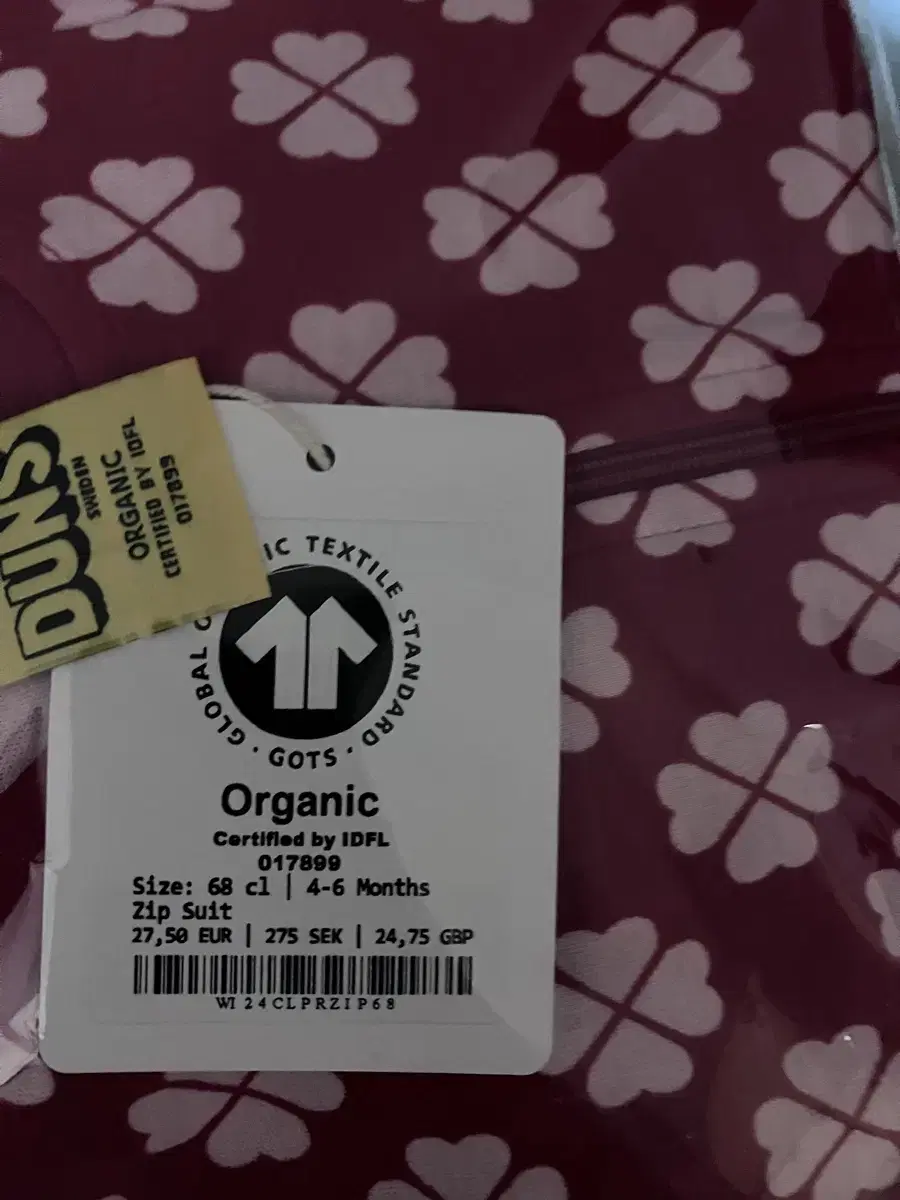 DUNS
SWEDEN
ORGANIC
CERTIFIED BY IDFL
017899
GLOBAL IC TEXTILE STANDARD
· GOTS ·
Organic
Certified by IDFL
017899
Size: 68 cl | 4-6 Months
Zip Suit
27,50 EUR | 275 SEK | 24,75 GBP
WI24CLPRZIP68